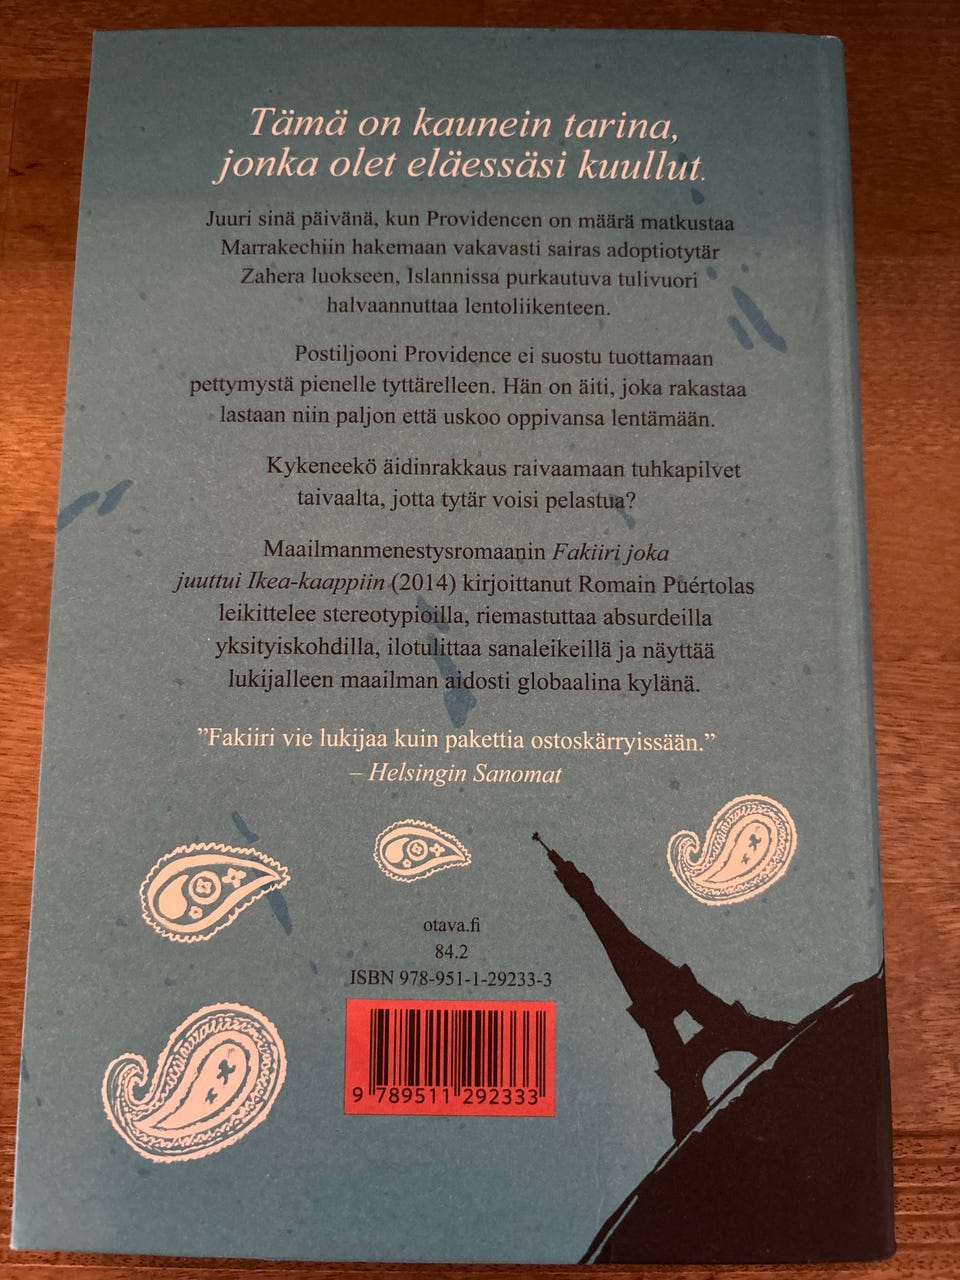 Tämä on kaunein tarina,
jonka olet eläessäsi kuullut.
Juuri sinä päivänä, kun Providencen on määrä matkustaa
Marrakechiin hakemaan vakavasti sairas adoptiotytär
Zahera luokseen, Islannissa purkautuva tulivuori
halvaannuttaa lentoliikenteen.
Postiljooni Providence ei suostu tuottamaan
pettymystä pienelle tyttärelleen. Hän on äiti, joka rakastaa
lastaan niin paljon että uskoo oppivansa lentämään.
Kykeneekö äidinrakkaus raivaamaan tuhkapilvet
taivaalta, jotta tytär voisi pelastua?
Maailmanmenestysromaanin Fakiiri joka
juuttui Ikea-kaappiin (2014) kirjoittanut Romain Puértolas
leikittelee stereotypioilla, riemastuttaa absurdeilla
yksityiskohdilla, ilotulittaa sanaleikeillä ja näyttää
lukijalleen maailman aidosti globaalina kylänä.
”Fakiiri vie lukijaa kuin pakettia ostoskärryissään.”
– Helsingin Sanomat
otava.fi
84.2
ISBN 978-951-1-29233-3
9 789511 292333